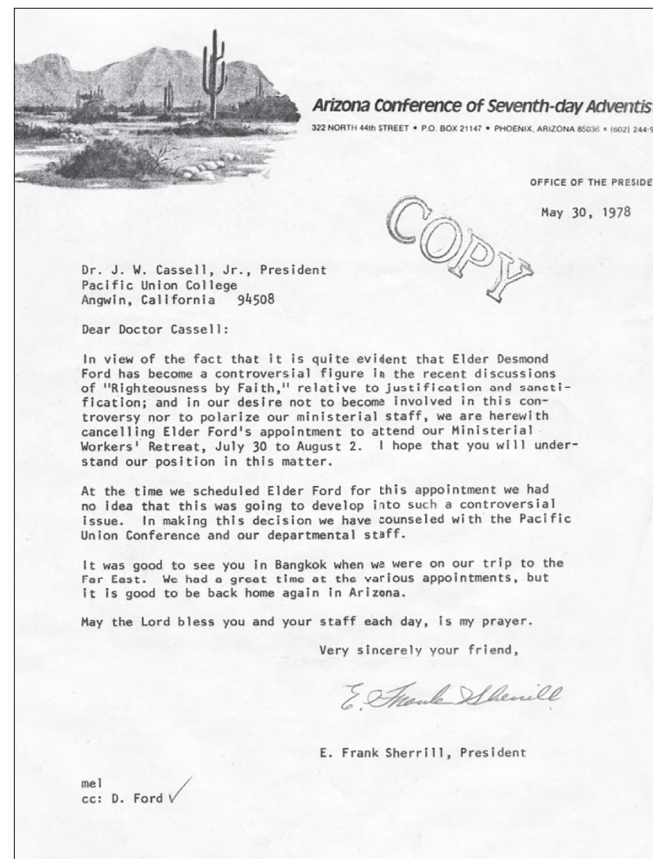 Arizona Conference of Seventh-day Adventis
322 NORTH 44th STREET • P.O. BOX 21147 • PHOENIX, ARIZONA 85036 • (602) 244-9
OFFICE OF THE PRESIDE
May 30, 1978
COPY
Dr. J. W. Cassell, Jr., President
Pacific Union College
Angwin, California 94508
Dear Doctor Cassell:
In view of the fact that it is quite evident that Elder Desmond
Ford has become a controversial figure in the recent discussions
of "Righteousness by Faith," relative to justification and sancti-
fication; and in our desire not to become involved in this con-
troversy nor to polarize our ministerial staff, we are herewith
cancelling Elder Ford's appointment to attend our Ministerial
Workers' Retreat, July 30 to August 2. I hope that you will under-
stand our position in this matter.
At the time we scheduled Elder Ford for this appointment we had
no idea that this was going to develop into such a controversial
issue. In making this decision we have counseled with the Pacific
Union Conference and our departmental staff.
It was good to see you in Bangkok when we were on our trip to the
Far East. We had a great time at the various appointments, but
it is good to be back home again in Arizona.
May the Lord bless you and your staff each day, is my prayer.
Very sincerely your friend,
E. Frank Sherrill
E. Frank Sherrill, President
mel
cc: D. Ford ✓